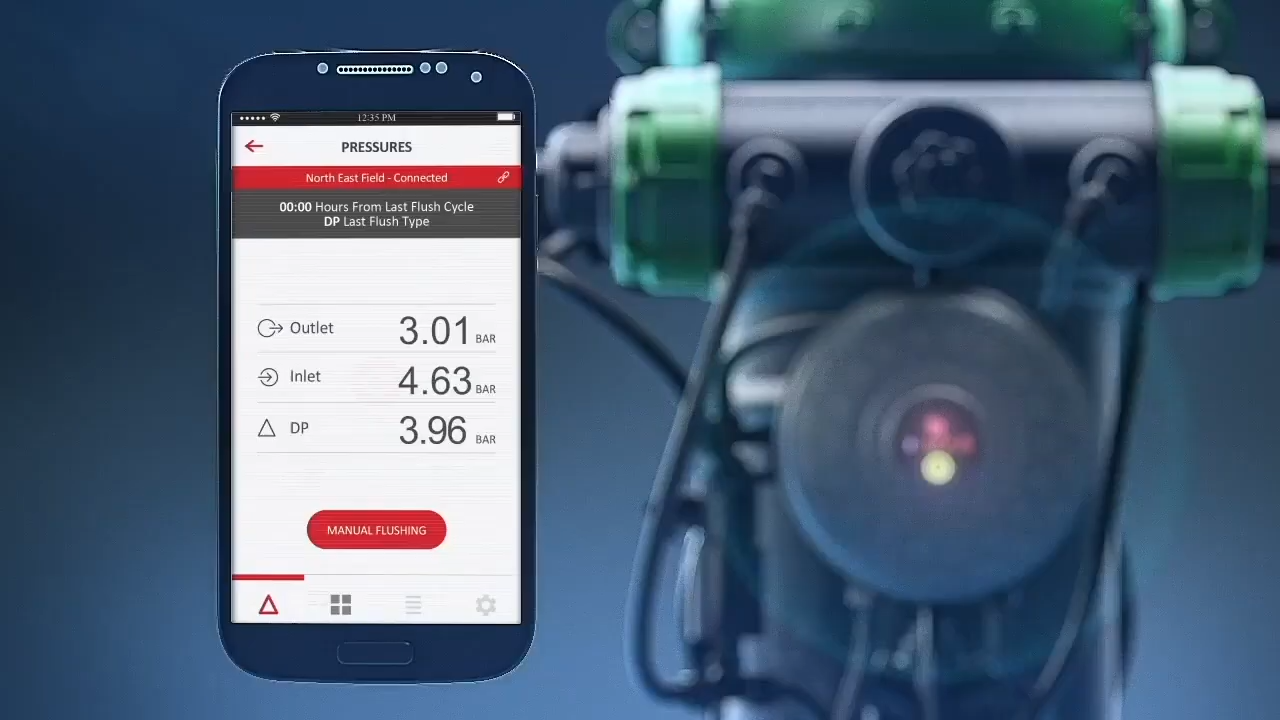 12:35 PM
PRESSURES
North East Field - Connected
00:00 Hours From Last Flush Cycle
DP Last Flush Type
Outlet 3.01 BAR
Inlet 4.63 BAR
DP 3.96 BAR
MANUAL FLUSHING